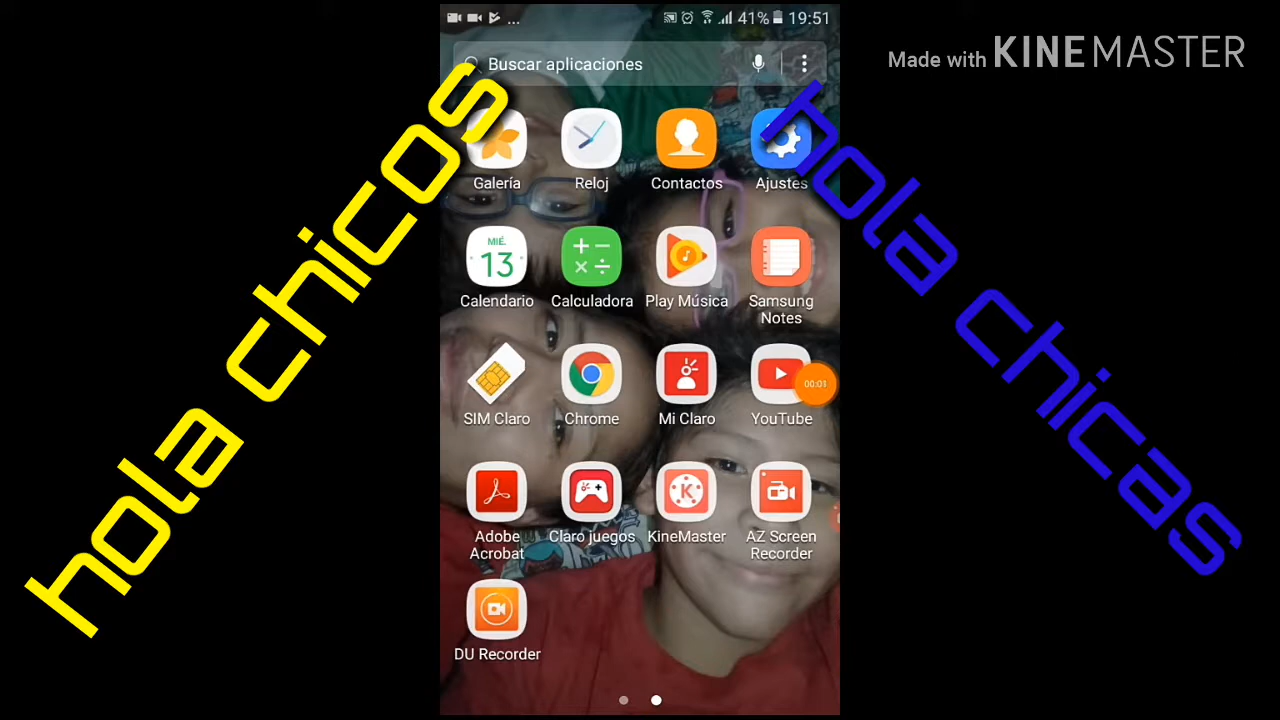 ... 41% 19:51
Made with KINEMASTER
Buscar aplicaciones
hola chicos
hola chicas
Galería Reloj Contactos Ajustes
MIÉ.
13
Calendario Calculadora Play Música Samsung
Notes
00:01
SIM Claro Chrome Mi Claro YouTube
K
Adobe Claro juegos KineMaster AZ Screen
Acrobat Recorder
DU Recorder